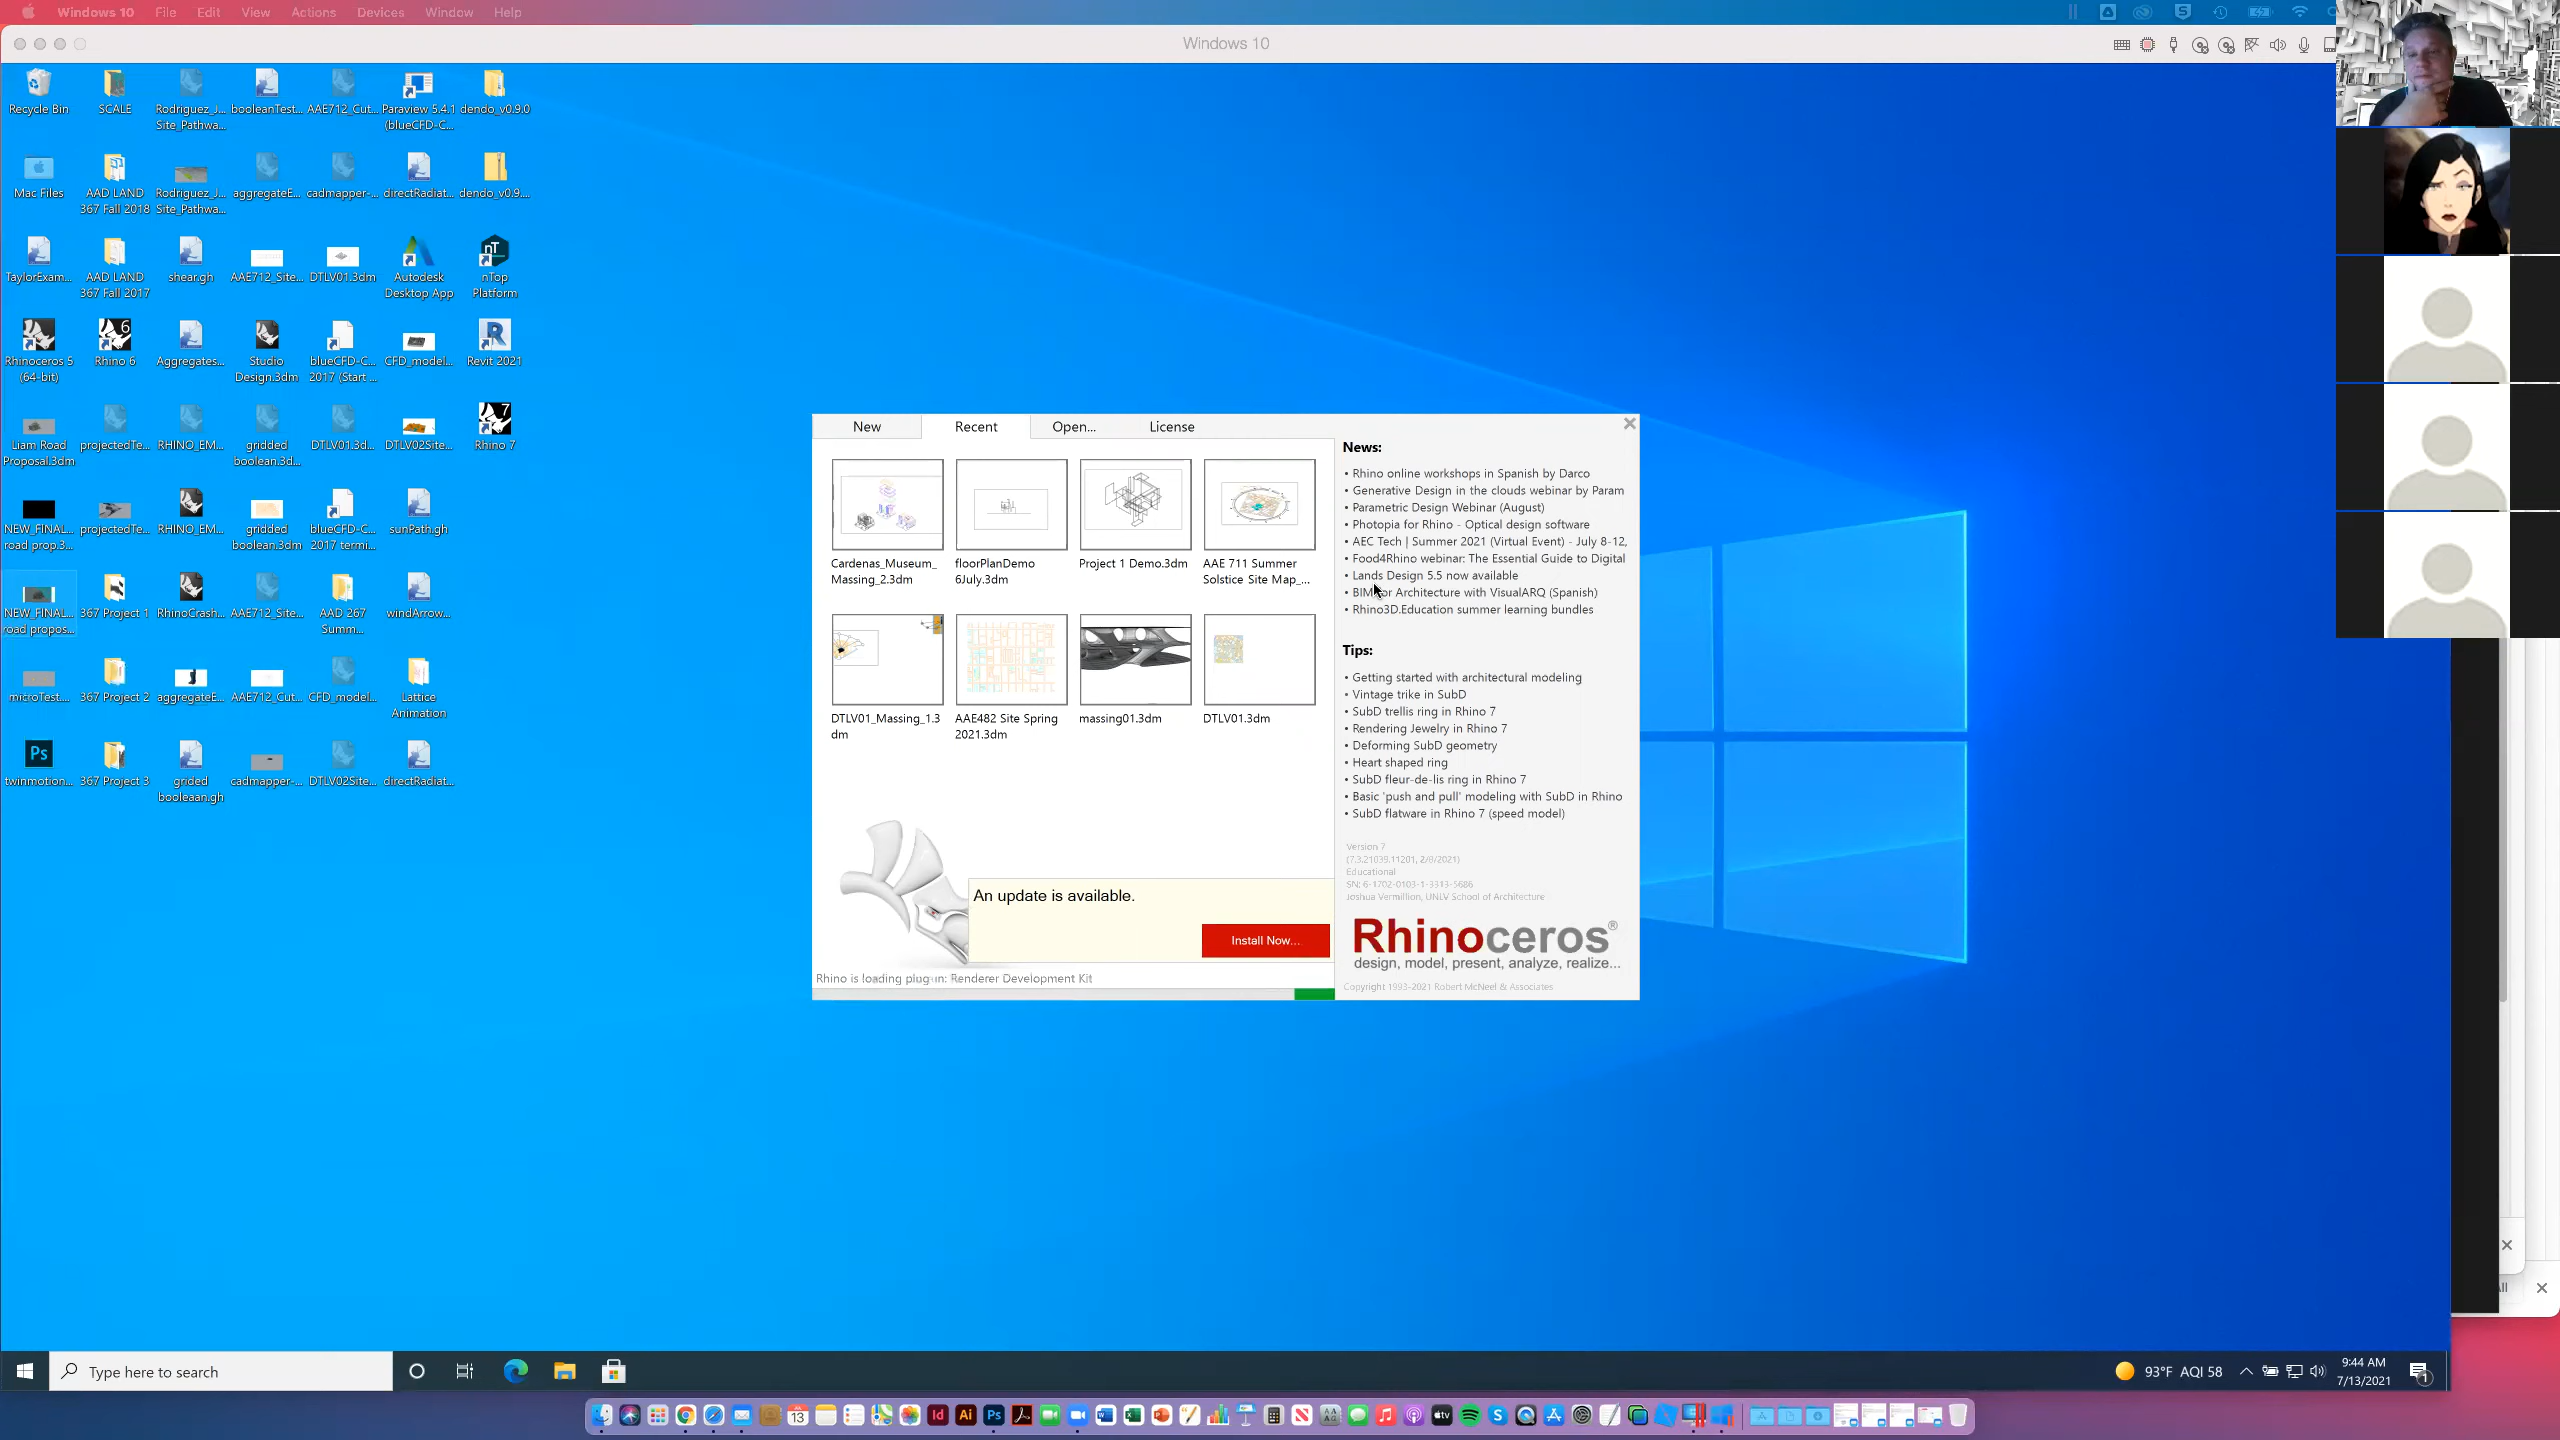 Windows 10 File Edit View Actions Devices Window Help
Windows 10
Recycle Bin
SCALE
Rodriguez_J...
Site_Pathwa...
booleanTest...
AAE712_Cut...
Paraview 5.4.1
(blueCFD-C...
dendo_v0.9.0
Mac Files
AAD LAND
367 Fall 2018
Rodriguez_J...
Site_Pathwa...
aggregateE...
cadmapper-...
directRadiat...
dendo_v0.9....
TaylorExam...
AAD LAND
367 Fall 2017
shear.gh
AAE712_Site...
DTLV01.3dm
Autodesk
Desktop App
nTop
Platform
Rhinoceros 5
(64-bit)
Rhino 6
Aggregates...
Studio
Design.3dm
blueCFD-C...
2017 (Start ...
CFD_model...
Revit 2021
Liam Road
Proposal.3dm
projectedTe...
RHINO_EM...
gridded
boolean.3d...
DTLV01.3d...
DTLV02Site...
Rhino 7
NEW_FINAL...
road prop.3...
projectedTe...
RHINO_EM...
gridded
boolean.3dm
blueCFD-C...
2017 termi...
sunPath.gh
NEW_FINAL...
road propos...
367 Project 1
RhinoCrash...
AAE712_Site...
AAD 267
Summ...
windArrow...
microTest....
367 Project 2
aggregateE...
AAE712_Cut...
CFD_model...
Lattice
Animation
twinmotion...
367 Project 3
grided
booleaan.gh
cadmapper-...
DTLV02Site...
directRadiat...
New Recent Open... License
Cardenas_Museum_
Massing_2.3dm
floorPlanDemo
6July.3dm
Project 1 Demo.3dm
AAE 711 Summer
Solstice Site Map_...
DTLV01_Massing_1.3
dm
AAE482 Site Spring
2021.3dm
massing01.3dm
DTLV01.3dm
An update is available.
Install Now...
Rhino is loading plug-in: Renderer Development Kit
News:
• Rhino online workshops in Spanish by Darco
• Generative Design in the clouds webinar by Param
• Parametric Design Webinar (August)
• Photopia for Rhino - Optical design software
• AEC Tech | Summer 2021 (Virtual Event) - July 8-12,
• Food4Rhino webinar: The Essential Guide to Digital
• Lands Design 5.5 now available
• BIM for Architecture with VisualARQ (Spanish)
• Rhino3D.Education summer learning bundles
Tips:
• Getting started with architectural modeling
• Vintage trike in SubD
• SubD trellis ring in Rhino 7
• Rendering Jewelry in Rhino 7
• Deforming SubD geometry
• Heart shaped ring
• SubD fleur-de-lis ring in Rhino 7
• Basic 'push and pull' modeling with SubD in Rhino
• SubD flatware in Rhino 7 (speed model)
Version 7
(7.3.21039.11201, 2/8/2021)
Educational
SN: 6-1702-0103-1-3313-5686
Joshua Vermillion, UNLV School of Architecture
Rhinoceros®
design, model, present, analyze, realize...
Copyright 1993-2021 Robert McNeel & Associates
Type here to search
93°F AQI 58
9:44 AM
7/13/2021
1